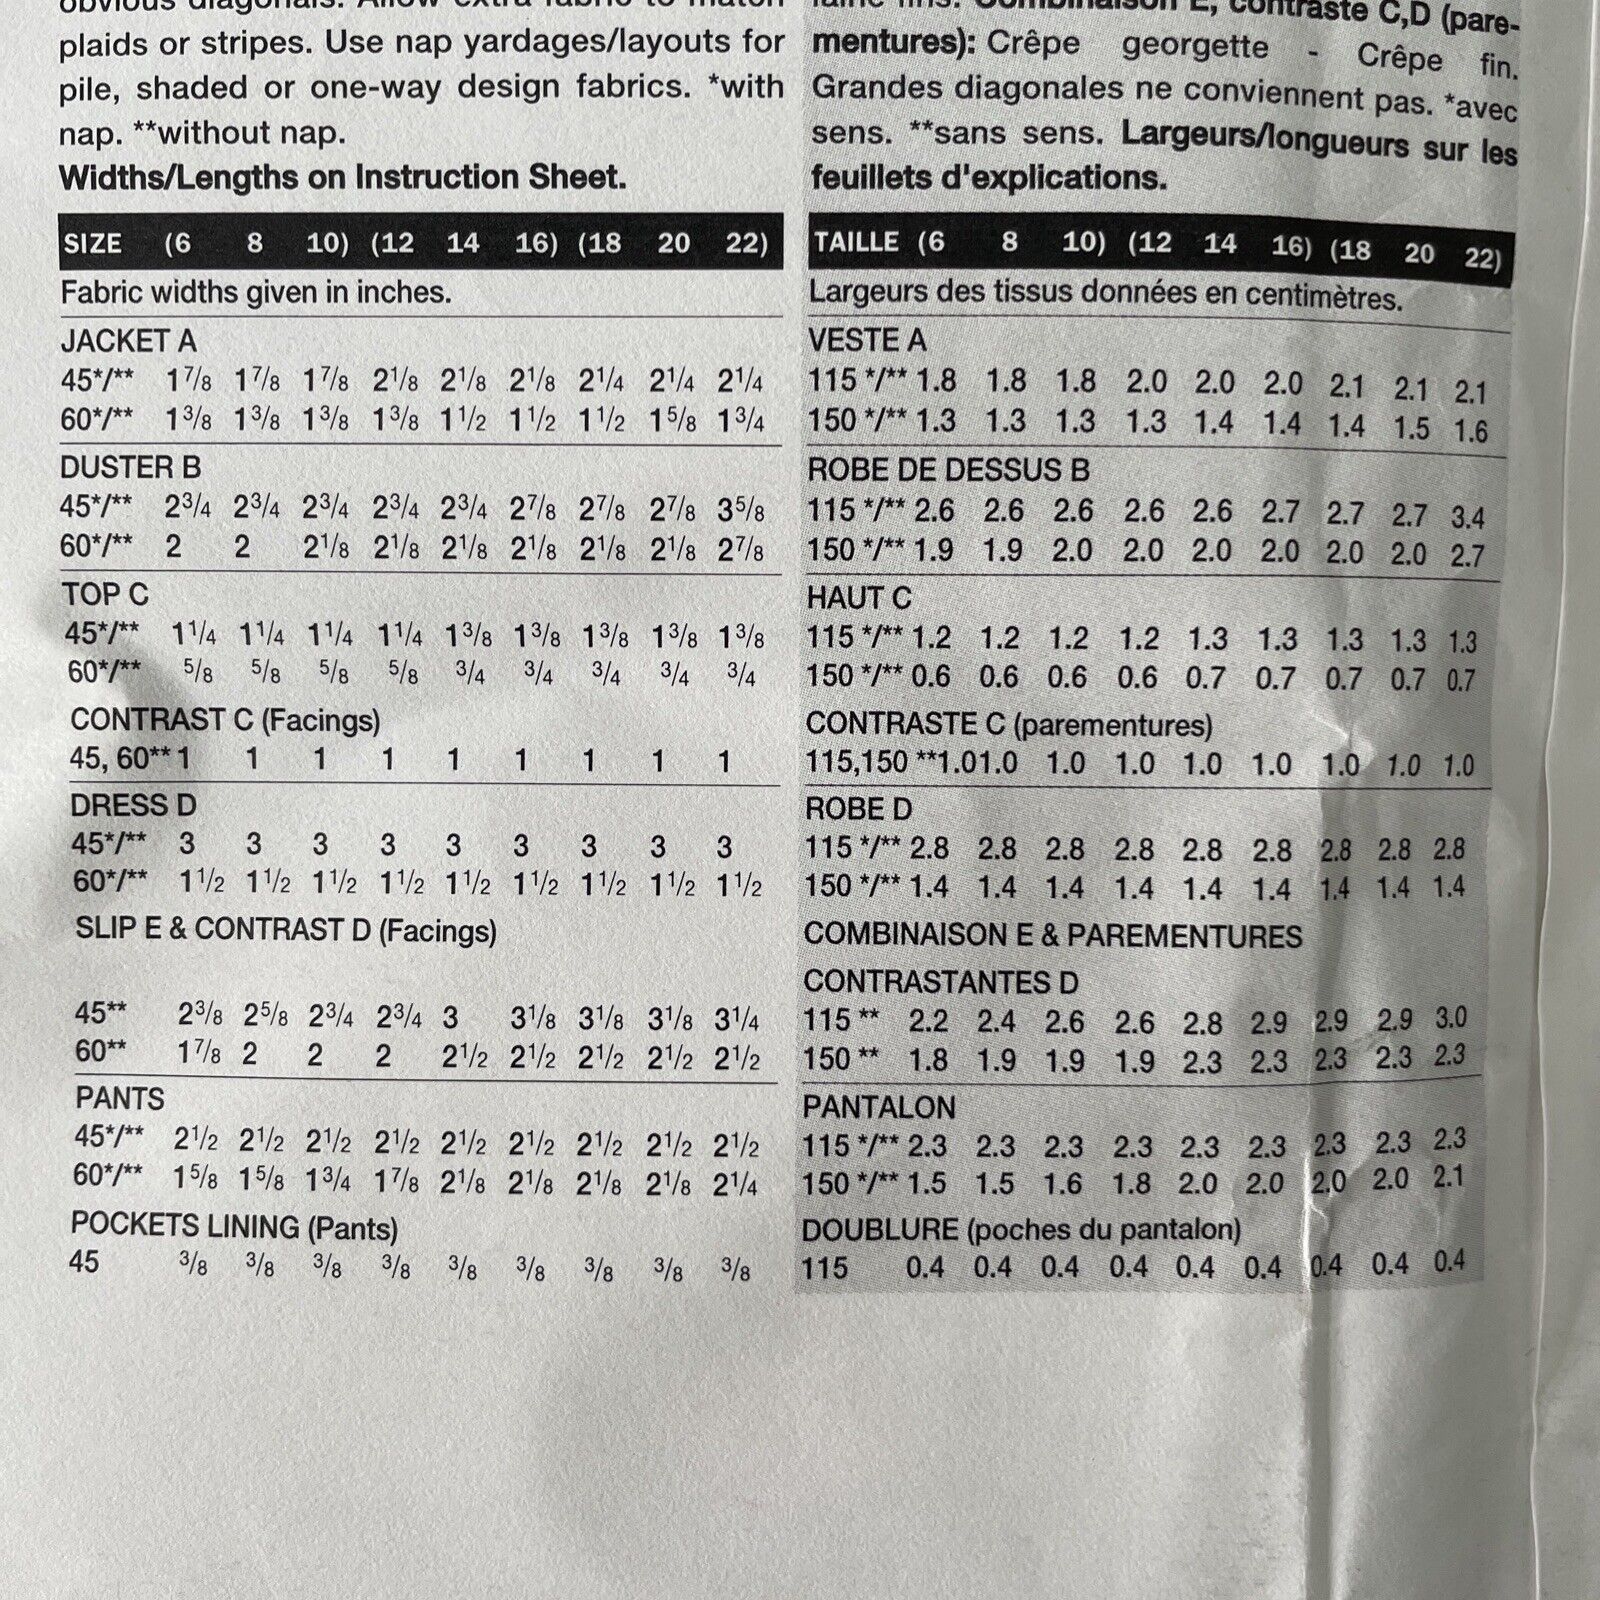 obvious diagonals. Allow extra fabric to match
plaids or stripes. Use nap yardages/layouts for
pile, shaded or one-way design fabrics. *with
nap. **without nap.
Widths/Lengths on Instruction Sheet.
SIZE (6 8 10) (12 14 16) (18 20 22)
Fabric widths given in inches.
JACKET A
45*/** 1 7/8 1 7/8 1 7/8 2 1/8 2 1/8 2 1/8 2 1/4 2 1/4 2 1/4
60*/** 1 3/8 1 3/8 1 3/8 1 3/8 1 1/2 1 1/2 1 1/2 1 5/8 1 3/4
DUSTER B
45*/** 2 3/4 2 3/4 2 3/4 2 3/4 2 3/4 2 7/8 2 7/8 2 7/8 3 5/8
60*/** 2 2 2 1/8 2 1/8 2 1/8 2 1/8 2 1/8 2 1/8 2 7/8
TOP C
45*/** 1 1/4 1 1/4 1 1/4 1 1/4 1 3/8 1 3/8 1 3/8 1 3/8 1 3/8
60*/** 5/8 5/8 5/8 5/8 3/4 3/4 3/4 3/4 3/4
CONTRAST C (Facings)
45, 60** 1 1 1 1 1 1 1 1 1
DRESS D
45*/** 3 3 3 3 3 3 3 3 3
60*/** 1 1/2 1 1/2 1 1/2 1 1/2 1 1/2 1 1/2 1 1/2 1 1/2 1 1/2
SLIP E & CONTRAST D (Facings)
45** 2 3/8 2 5/8 2 3/4 2 3/4 3 3 1/8 3 1/8 3 1/8 3 1/4
60** 1 7/8 2 2 2 2 1/2 2 1/2 2 1/2 2 1/2 2 1/2
PANTS
45*/** 2 1/2 2 1/2 2 1/2 2 1/2 2 1/2 2 1/2 2 1/2 2 1/2 2 1/2
60*/** 1 5/8 1 5/8 1 3/4 1 7/8 2 1/8 2 1/8 2 1/8 2 1/8 2 1/4
POCKETS LINING (Pants)
45 3/8 3/8 3/8 3/8 3/8 3/8 3/8 3/8 3/8
fins. Combinaison E, contraste C,D (pare-
mentures): Crêpe georgette - Crêpe fin.
Grandes diagonales ne conviennent pas. *avec
sens. **sans sens. Largeurs/longueurs sur les
feuillets d'explications.
TAILLE (6 8 10) (12 14 16) (18 20 22)
Largeurs des tissus données en centimètres.
VESTE A
115 */** 1.8 1.8 1.8 2.0 2.0 2.0 2.1 2.1 2.1
150 */** 1.3 1.3 1.3 1.3 1.4 1.4 1.4 1.5 1.6
ROBE DE DESSUS B
115 */** 2.6 2.6 2.6 2.6 2.6 2.7 2.7 2.7 3.4
150 */** 1.9 1.9 2.0 2.0 2.0 2.0 2.0 2.0 2.7
HAUT C
115 */** 1.2 1.2 1.2 1.2 1.3 1.3 1.3 1.3 1.3
150 */** 0.6 0.6 0.6 0.6 0.7 0.7 0.7 0.7 0.7
CONTRASTE C (parementures)
115,150 **1.01.0 1.0 1.0 1.0 1.0 1.0 1.0 1.0
ROBE D
115 */** 2.8 2.8 2.8 2.8 2.8 2.8 2.8 2.8 2.8
150 */** 1.4 1.4 1.4 1.4 1.4 1.4 1.4 1.4 1.4
COMBINAISON E & PAREMENTURES
CONTRASTANTES D
115 ** 2.2 2.4 2.6 2.6 2.8 2.9 2.9 2.9 3.0
150 ** 1.8 1.9 1.9 1.9 2.3 2.3 2.3 2.3 2.3
PANTALON
115 */** 2.3 2.3 2.3 2.3 2.3 2.3 2.3 2.3 2.3
150 */** 1.5 1.5 1.6 1.8 2.0 2.0 2.0 2.0 2.1
DOUBLURE (poches du pantalon)
115 0.4 0.4 0.4 0.4 0.4 0.4 0.4 0.4 0.4